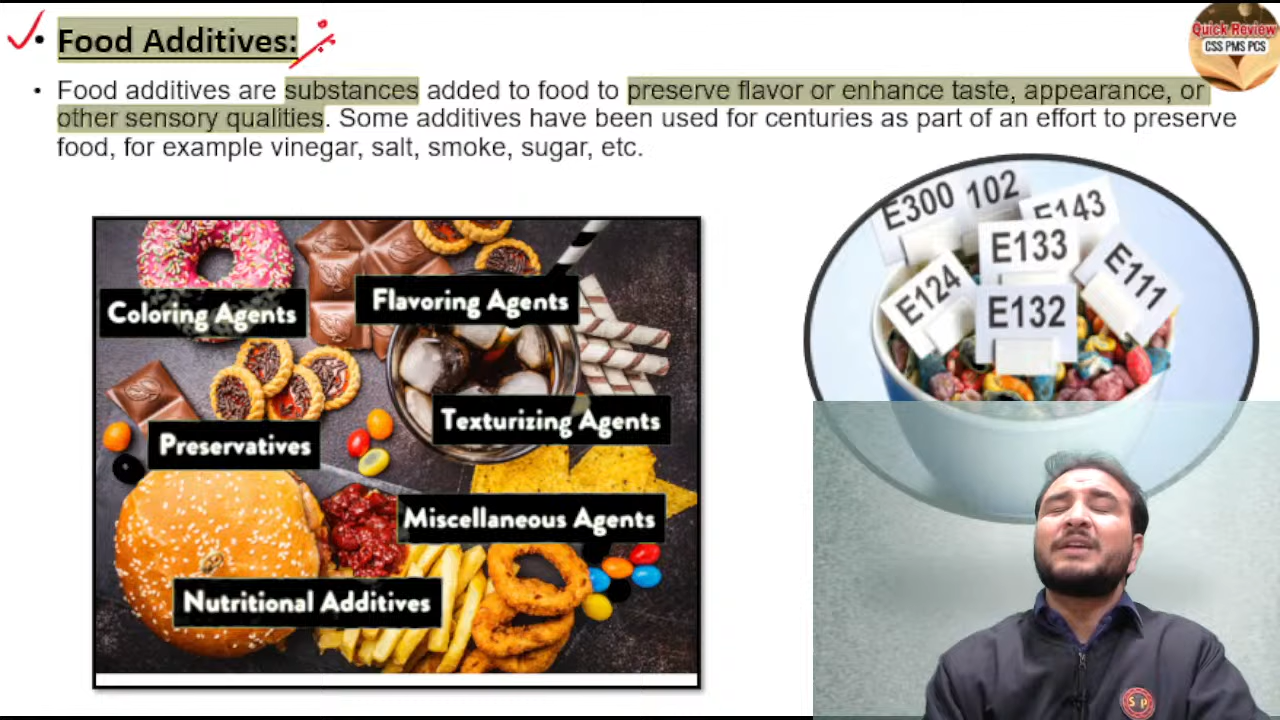 Food Additives:
Food additives are substances added to food to preserve flavor or enhance taste, appearance, or
other sensory qualities. Some additives have been used for centuries as part of an effort to preserve
food, for example vinegar, salt, smoke, sugar, etc.
Quick Review
CSS PMS PCS
E300
102
E143
E133
E124
E111
E132
Coloring Agents
Flavoring Agents
Texturizing Agents
Preservatives
Miscellaneous Agents
Nutritional Additives